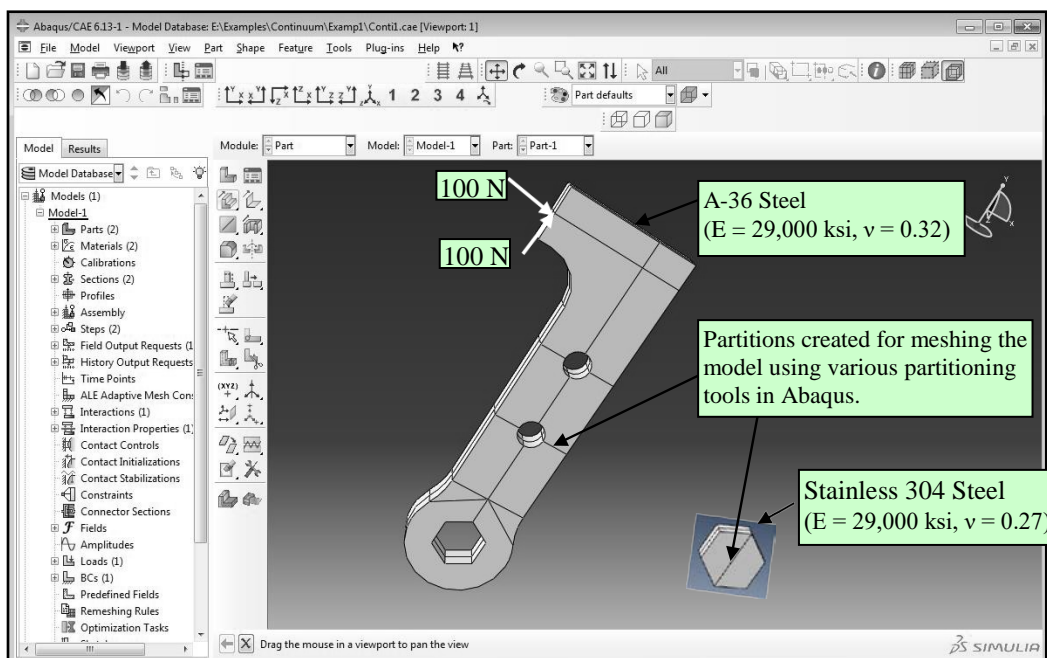 Abaqus/CAE 6.13-1 - Model Database: E:\Examples\Continuum\Examp1\Conti1.cae [Viewport: 1]
File Model Viewport View Part Shape Feature Tools Plug-ins Help
All
1 2 3 4
Part defaults
Model Results
Module: Part Model: Model-1 Part: Part-1
Model Database
Models (1)
Model-1
Parts (2)
Materials (2)
Calibrations
Sections (2)
Profiles
Assembly
Steps (2)
Field Output Requests (1
History Output Requests
Time Points
ALE Adaptive Mesh Con
Interactions (1)
Interaction Properties (1)
Contact Controls
Contact Initializations
Contact Stabilizations
Constraints
Connector Sections
Fields
Amplitudes
Loads (1)
BCs (1)
Predefined Fields
Remeshing Rules
Optimization Tasks
(XYZ)
100 N
100 N
A-36 Steel
(E = 29,000 ksi, ν = 0.32)
Partitions created for meshing the
model using various partitioning
tools in Abaqus.
Stainless 304 Steel
(E = 29,000 ksi, ν = 0.27)
Y
X
Drag the mouse in a viewport to pan the view
SIMULIA